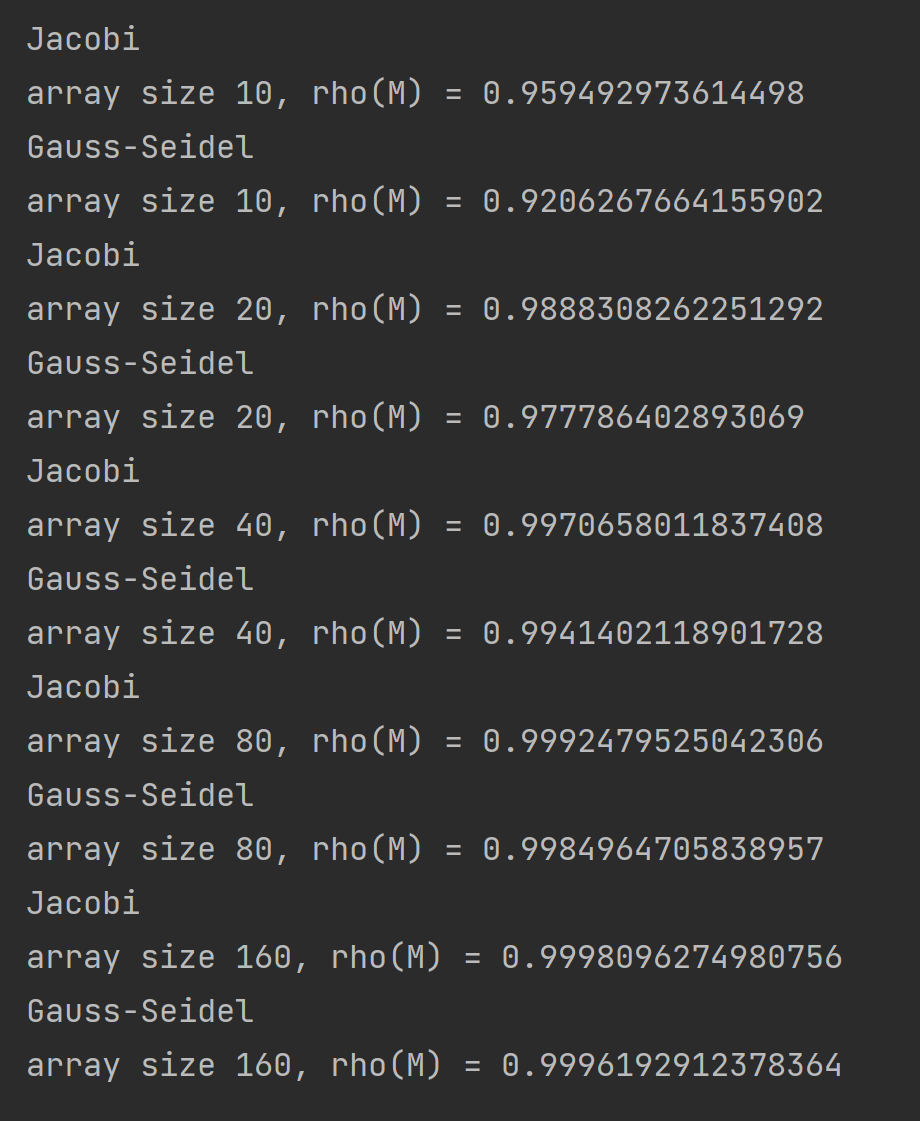 Jacobi
array size 10, rho(M) = 0.959492973614498
Gauss-Seidel
array size 10, rho(M) = 0.9206267664155902
Jacobi
array size 20, rho(M) = 0.9888308262251292
Gauss-Seidel
array size 20, rho(M) = 0.977786402893069
Jacobi
array size 40, rho(M) = 0.9970658011837408
Gauss-Seidel
array size 40, rho(M) = 0.9941402118901728
Jacobi
array size 80, rho(M) = 0.9992479525042306
Gauss-Seidel
array size 80, rho(M) = 0.9984964705838957
Jacobi
array size 160, rho(M) = 0.9998096274980756
Gauss-Seidel
array size 160, rho(M) = 0.9996192912378364